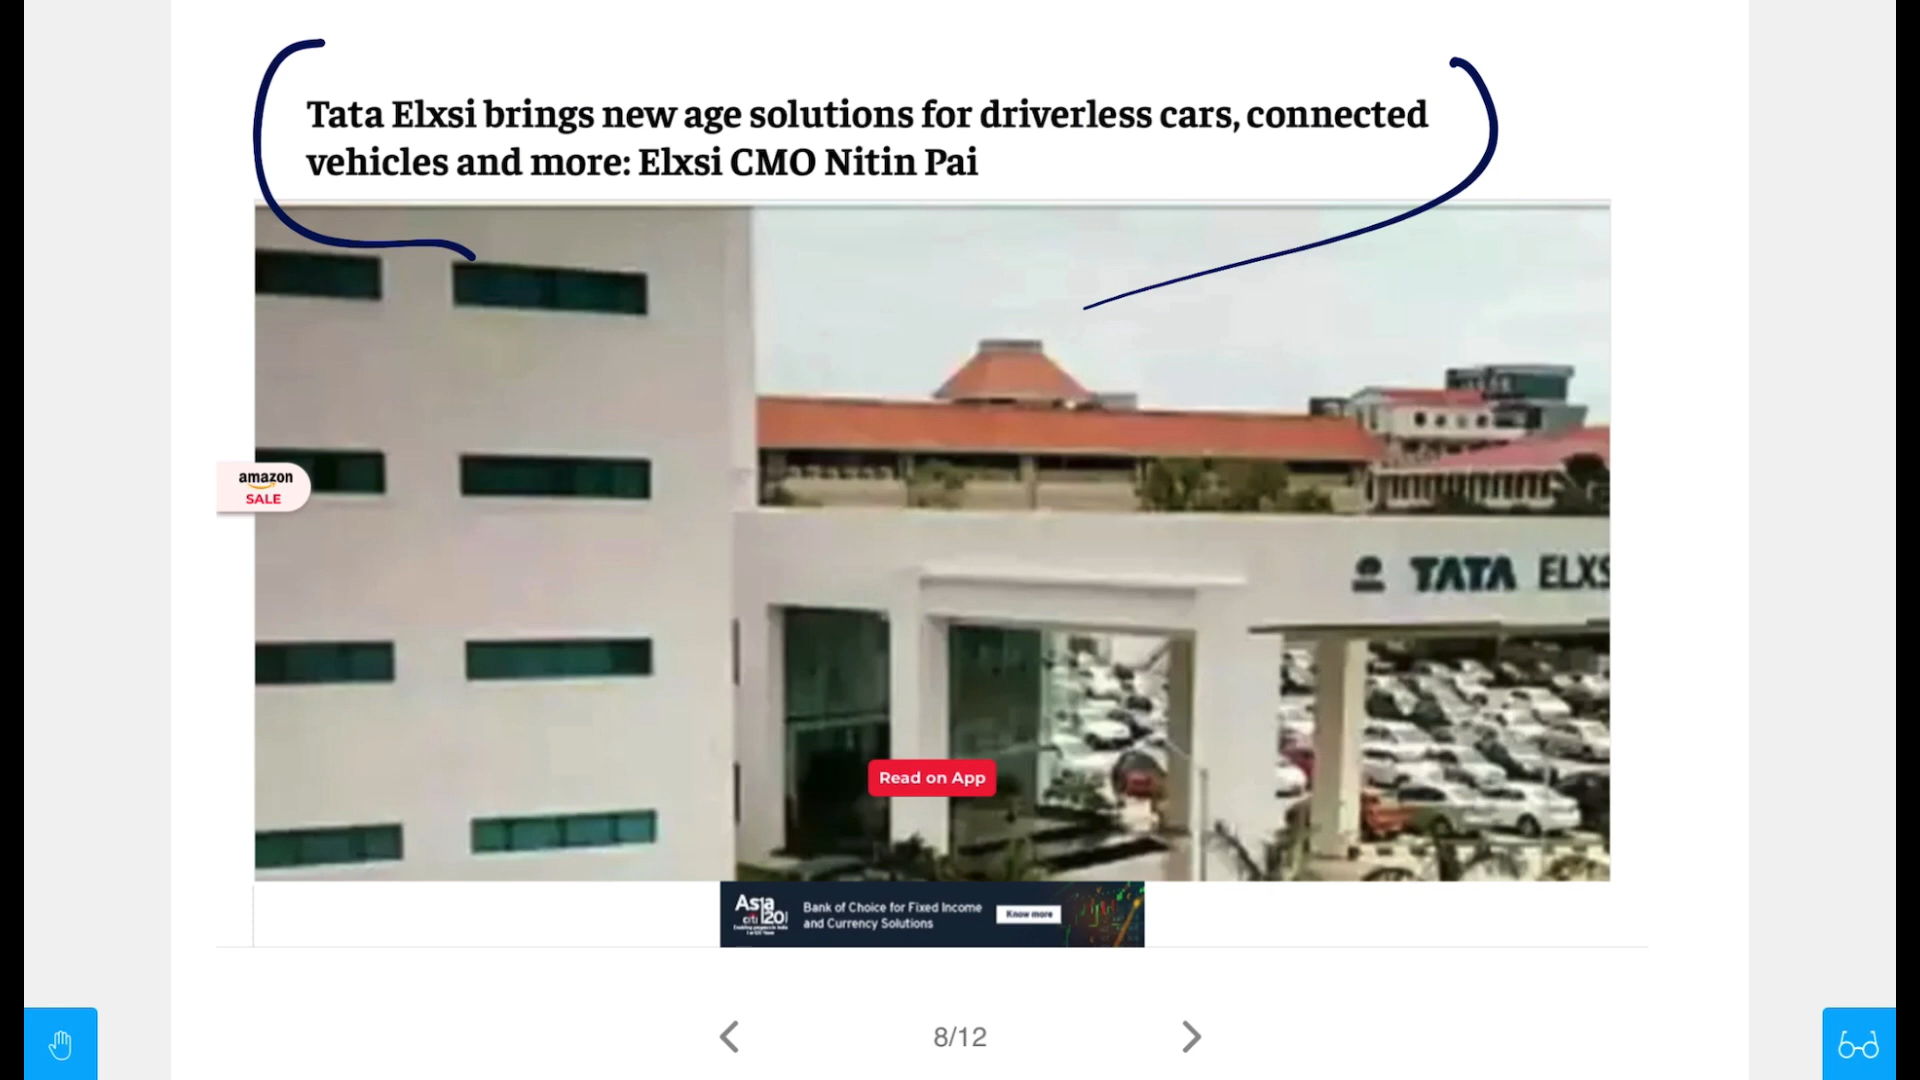 Tata Elxsi brings new age solutions for driverless cars, connected
vehicles and more: Elxsi CMO Nitin Pai
amazon
SALE
TATA ELXS
Read on App
Asia
citi 120
Bank of Choice for Fixed Income
and Currency Solutions
Know more
8/12